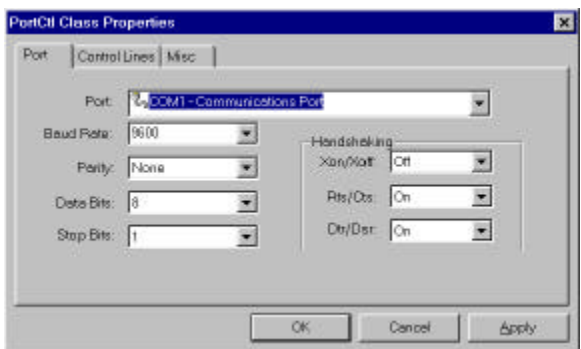 PortCtl Class Properties
Port Control Lines Misc
Port: COM1 - Communications Port
Baud Rate: 9600
Handshaking
Parity: None
Xon/Xoff: Off
Data Bits: 8
Rts/Cts: On
Stop Bits: 1
Dtr/Dsr: On
OK Cancel Apply